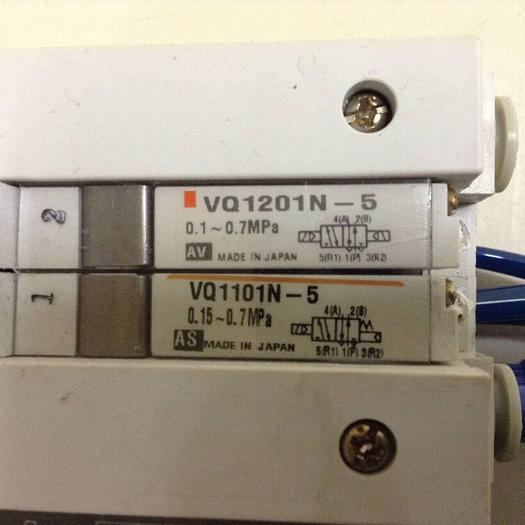 2
VQ1201N-5
0.1~0.7MPa
4(A) 2(B)
AV MADE IN JAPAN
5(R1) 1(P) 3(R2)
1
VQ1101N-5
0.15~0.7MPa
4(A) 2(B)
AS MADE IN JAPAN
5(R1) 1(P) 3(R2)